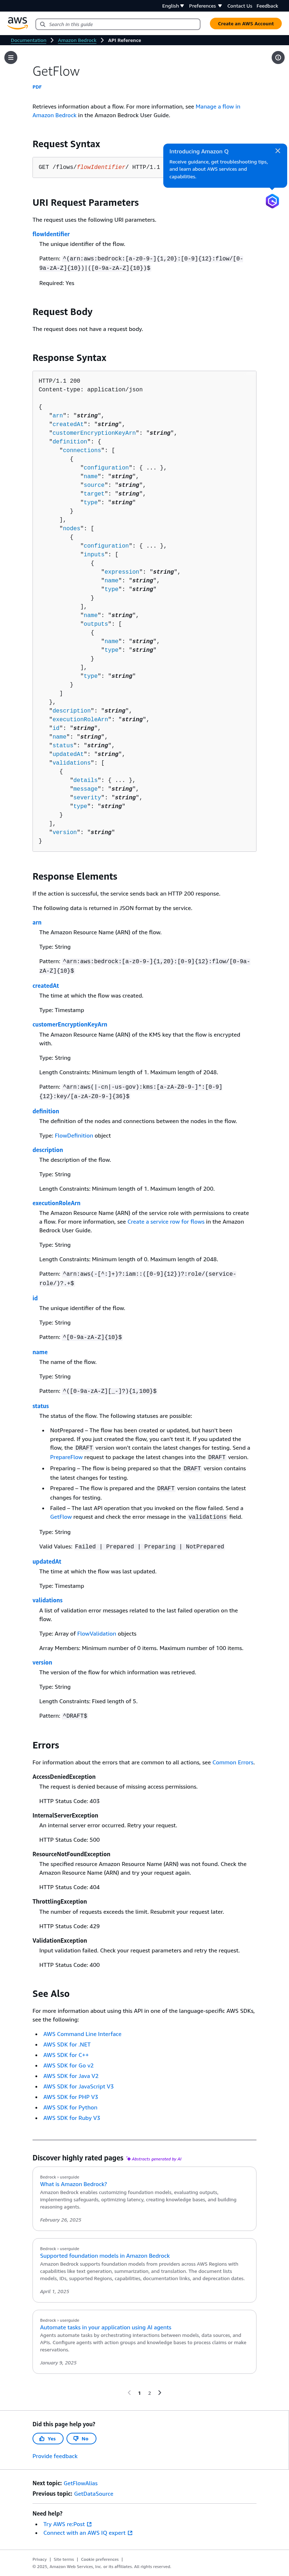 English
Preferences
Contact Us
Feedback
aws
Search in this guide
Create an AWS Account
Documentation
Amazon Bedrock
API Reference
GetFlow
PDF
Retrieves information about a flow. For more information, see Manage a flow in
Amazon Bedrock in the Amazon Bedrock User Guide.
Request Syntax
GET /flows/flowIdentifier/ HTTP/1.1
Introducing Amazon Q
Receive guidance, get troubleshooting tips,
and learn about AWS services and
capabilities.
URI Request Parameters
The request uses the following URI parameters.
flowIdentifier
The unique identifier of the flow.
Pattern: ^(arn:aws:bedrock:[a-z0-9-]{1,20}:[0-9]{12}:flow/[0-
9a-zA-Z]{10})|([0-9a-zA-Z]{10})$
Required: Yes
Request Body
The request does not have a request body.
Response Syntax
HTTP/1.1 200
Content-type: application/json
{
"arn": "string",
"createdAt": "string",
"customerEncryptionKeyArn": "string",
"definition": {
"connections": [
{
"configuration": { ... },
"name": "string",
"source": "string",
"target": "string",
"type": "string"
}
],
"nodes": [
{
"configuration": { ... },
"inputs": [
{
"expression": "string",
"name": "string",
"type": "string"
}
],
"name": "string",
"outputs": [
{
"name": "string",
"type": "string"
}
],
"type": "string"
}
]
},
"description": "string",
"executionRoleArn": "string",
"id": "string",
"name": "string",
"status": "string",
"updatedAt": "string",
"validations": [
{
"details": { ... },
"message": "string",
"severity": "string",
"type": "string"
}
],
"version": "string"
}
Response Elements
If the action is successful, the service sends back an HTTP 200 response.
The following data is returned in JSON format by the service.
arn
The Amazon Resource Name (ARN) of the flow.
Type: String
Pattern: ^arn:aws:bedrock:[a-z0-9-]{1,20}:[0-9]{12}:flow/[0-9a-
zA-Z]{10}$
createdAt
The time at which the flow was created.
Type: Timestamp
customerEncryptionKeyArn
The Amazon Resource Name (ARN) of the KMS key that the flow is encrypted
with.
Type: String
Length Constraints: Minimum length of 1. Maximum length of 2048.
Pattern: ^arn:aws(|-cn|-us-gov):kms:[a-zA-Z0-9-]*:[0-9]
{12}:key/[a-zA-Z0-9-]{36}$
definition
The definition of the nodes and connections between the nodes in the flow.
Type: FlowDefinition object
description
The description of the flow.
Type: String
Length Constraints: Minimum length of 1. Maximum length of 200.
executionRoleArn
The Amazon Resource Name (ARN) of the service role with permissions to create
a flow. For more information, see Create a service row for flows in the Amazon
Bedrock User Guide.
Type: String
Length Constraints: Minimum length of 0. Maximum length of 2048.
Pattern: ^arn:aws(-[^:]+)?:iam::([0-9]{12})?:role/(service-
role/)?.+$
id
The unique identifier of the flow.
Type: String
Pattern: ^[0-9a-zA-Z]{10}$
name
The name of the flow.
Type: String
Pattern: ^([0-9a-zA-Z][_-]?){1,100}$
status
The status of the flow. The following statuses are possible:
• NotPrepared – The flow has been created or updated, but hasn't been
prepared. If you just created the flow, you can't test it. If you updated the
flow, the DRAFT version won't contain the latest changes for testing. Send a
PrepareFlow request to package the latest changes into the DRAFT version.
• Preparing – The flow is being prepared so that the DRAFT version contains
the latest changes for testing.
• Prepared – The flow is prepared and the DRAFT version contains the latest
changes for testing.
• Failed – The last API operation that you invoked on the flow failed. Send a
GetFlow request and check the error message in the validations field.
Type: String
Valid Values: Failed | Prepared | Preparing | NotPrepared
updatedAt
The time at which the flow was last updated.
Type: Timestamp
validations
A list of validation error messages related to the last failed operation on the
flow.
Type: Array of FlowValidation objects
Array Members: Minimum number of 0 items. Maximum number of 100 items.
version
The version of the flow for which information was retrieved.
Type: String
Length Constraints: Fixed length of 5.
Pattern: ^DRAFT$
Errors
For information about the errors that are common to all actions, see Common Errors.
AccessDeniedException
The request is denied because of missing access permissions.
HTTP Status Code: 403
InternalServerException
An internal server error occurred. Retry your request.
HTTP Status Code: 500
ResourceNotFoundException
The specified resource Amazon Resource Name (ARN) was not found. Check the
Amazon Resource Name (ARN) and try your request again.
HTTP Status Code: 404
ThrottlingException
The number of requests exceeds the limit. Resubmit your request later.
HTTP Status Code: 429
ValidationException
Input validation failed. Check your request parameters and retry the request.
HTTP Status Code: 400
See Also
For more information about using this API in one of the language-specific AWS SDKs,
see the following:
• AWS Command Line Interface
• AWS SDK for .NET
• AWS SDK for C++
• AWS SDK for Go v2
• AWS SDK for Java V2
• AWS SDK for JavaScript V3
• AWS SDK for PHP V3
• AWS SDK for Python
• AWS SDK for Ruby V3
Discover highly rated pages Abstracts generated by AI
Bedrock › userguide
What is Amazon Bedrock?
Amazon Bedrock enables customizing foundation models, evaluating outputs,
implementing safeguards, optimizing latency, creating knowledge bases, and building
reasoning agents.
February 26, 2025
Bedrock › userguide
Supported foundation models in Amazon Bedrock
Amazon Bedrock supports foundation models from providers across AWS Regions with
capabilities like text generation, summarization, and translation. The document lists
models, IDs, supported Regions, capabilities, documentation links, and deprecation dates.
April 1, 2025
Bedrock › userguide
Automate tasks in your application using AI agents
Agents automate tasks by orchestrating interactions between models, data sources, and
APIs. Configure agents with action groups and knowledge bases to process claims or make
reservations.
January 9, 2025
1 2
Did this page help you?
Yes
No
Provide feedback
Next topic: GetFlowAlias
Previous topic: GetDataSource
Need help?
• Try AWS re:Post
• Connect with an AWS IQ expert
Privacy | Site terms | Cookie preferences |
© 2025, Amazon Web Services, Inc. or its affiliates. All rights reserved.